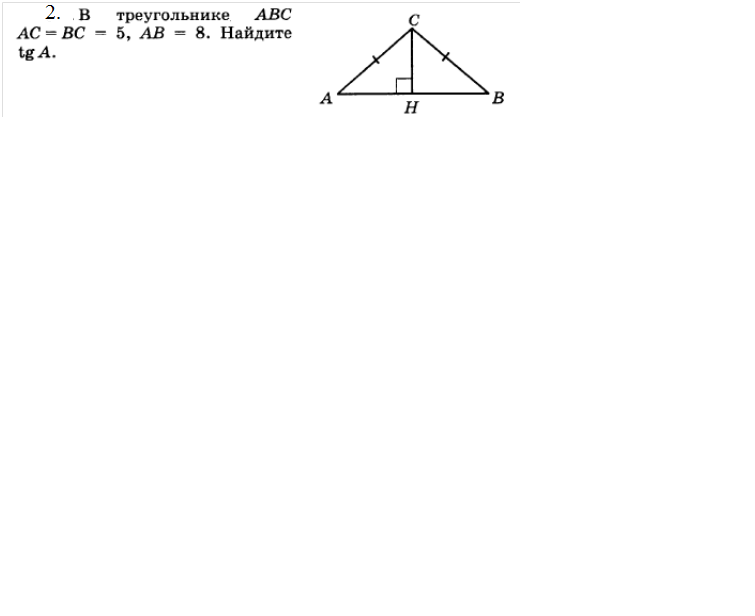 2. В треугольнике ABC
AC = BC = 5, AB = 8. Найдите
tg A.
C
A
B
H